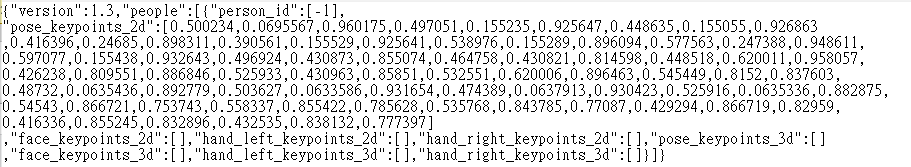 {"version":1.3,"people":[{"person_id":[-1],
"pose_keypoints_2d":[0.500234,0.0695567,0.960175,0.497051,0.155235,0.925647,0.448635,0.155055,0.926863
,0.416396,0.24685,0.898311,0.390561,0.155529,0.925641,0.538976,0.155289,0.896094,0.577563,0.247388,0.948611,
0.597077,0.155438,0.932643,0.496924,0.430873,0.855074,0.464758,0.430821,0.814598,0.448518,0.620011,0.958057,
0.426238,0.809551,0.886846,0.525933,0.430963,0.85851,0.532551,0.620006,0.896463,0.545449,0.8152,0.837603,
0.48732,0.0635436,0.892779,0.503627,0.0633586,0.931654,0.474389,0.0637913,0.930423,0.525916,0.0635336,0.882875,
0.54543,0.866721,0.753743,0.558337,0.855422,0.785628,0.535768,0.843785,0.77087,0.429294,0.866719,0.82959,
0.416336,0.855245,0.832896,0.432535,0.838132,0.777397]
,"face_keypoints_2d":[],"hand_left_keypoints_2d":[],"hand_right_keypoints_2d":[],"pose_keypoints_3d":[]
,"face_keypoints_3d":[],"hand_left_keypoints_3d":[],"hand_right_keypoints_3d":[]}]}